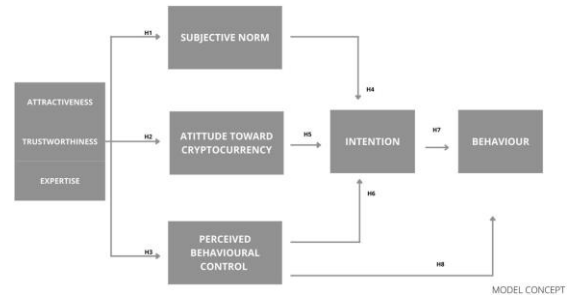 H1
SUBJECTIVE NORM
H4
ATTRACTIVENESS
TRUSTWORTHINESS
EXPERTISE
H2
ATITTUDE TOWARD
CRYPTOCURRENCY
H5
INTENTION
H7
BEHAVIOUR
H6
H3
PERCEIVED
BEHAVIOURAL
CONTROL
H8
MODEL CONCEPT